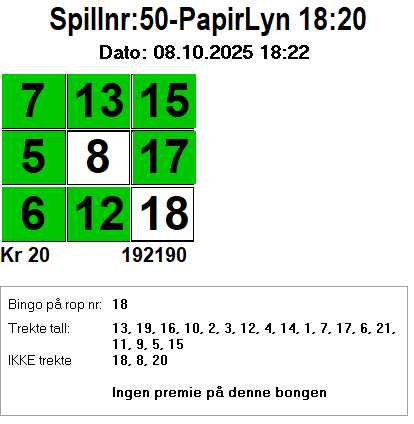 Spillnr:50-PapirLyn 18:20
Dato: 08.10.2025 18:22
7 13 15
5 8 17
6 12 18
Kr 20 192190
Bingo på rop nr: 18
Trekte tall: 13, 19, 16, 10, 2, 3, 12, 4, 14, 1, 7, 17, 6, 21,
11, 9, 5, 15
IKKE trekte 18, 8, 20
Ingen premie på denne bongen